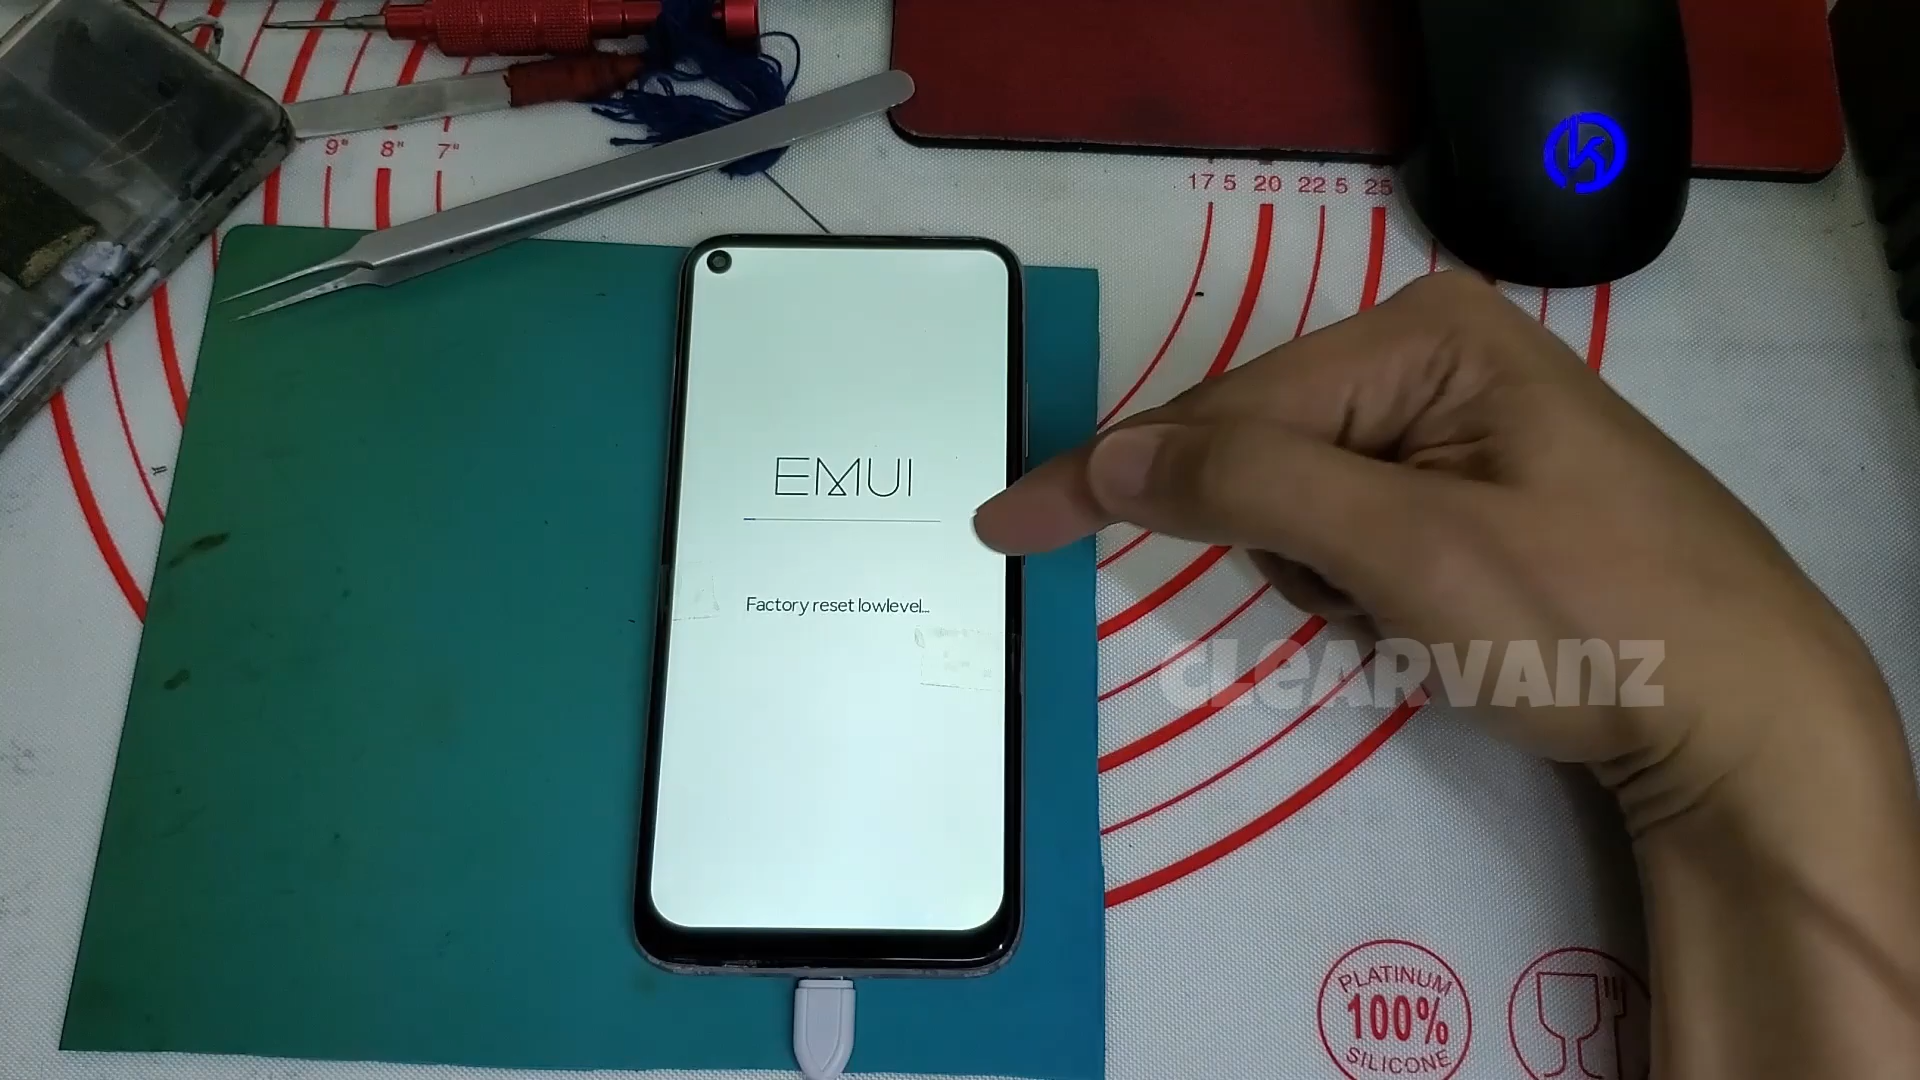 9" 8" 7"
17 5 20 22 5 25
EMUI
Factory reset lowlevel...
CLEARVANZ
PLATINUM
100%
SILICONE